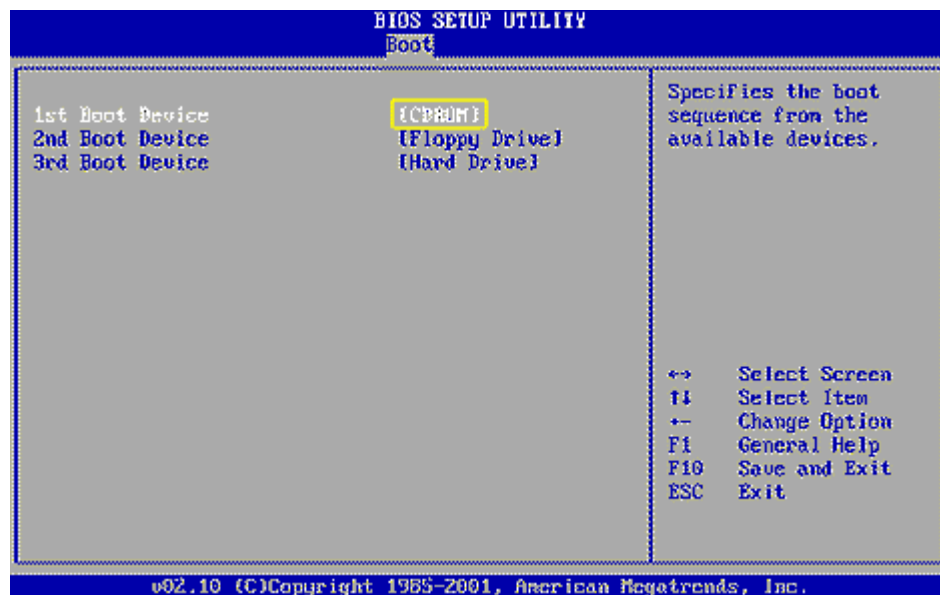 BIOS SETUP UTILITY
Boot
1st Boot Device [CDROM]
2nd Boot Device [Floppy Drive]
3rd Boot Device [Hard Drive]
Specifies the boot
sequence from the
available devices.
↔ Select Screen
↑↓ Select Item
+- Change Option
F1 General Help
F10 Save and Exit
ESC Exit
v02.10 (C)Copyright 1985-2001, American Megatrends, Inc.